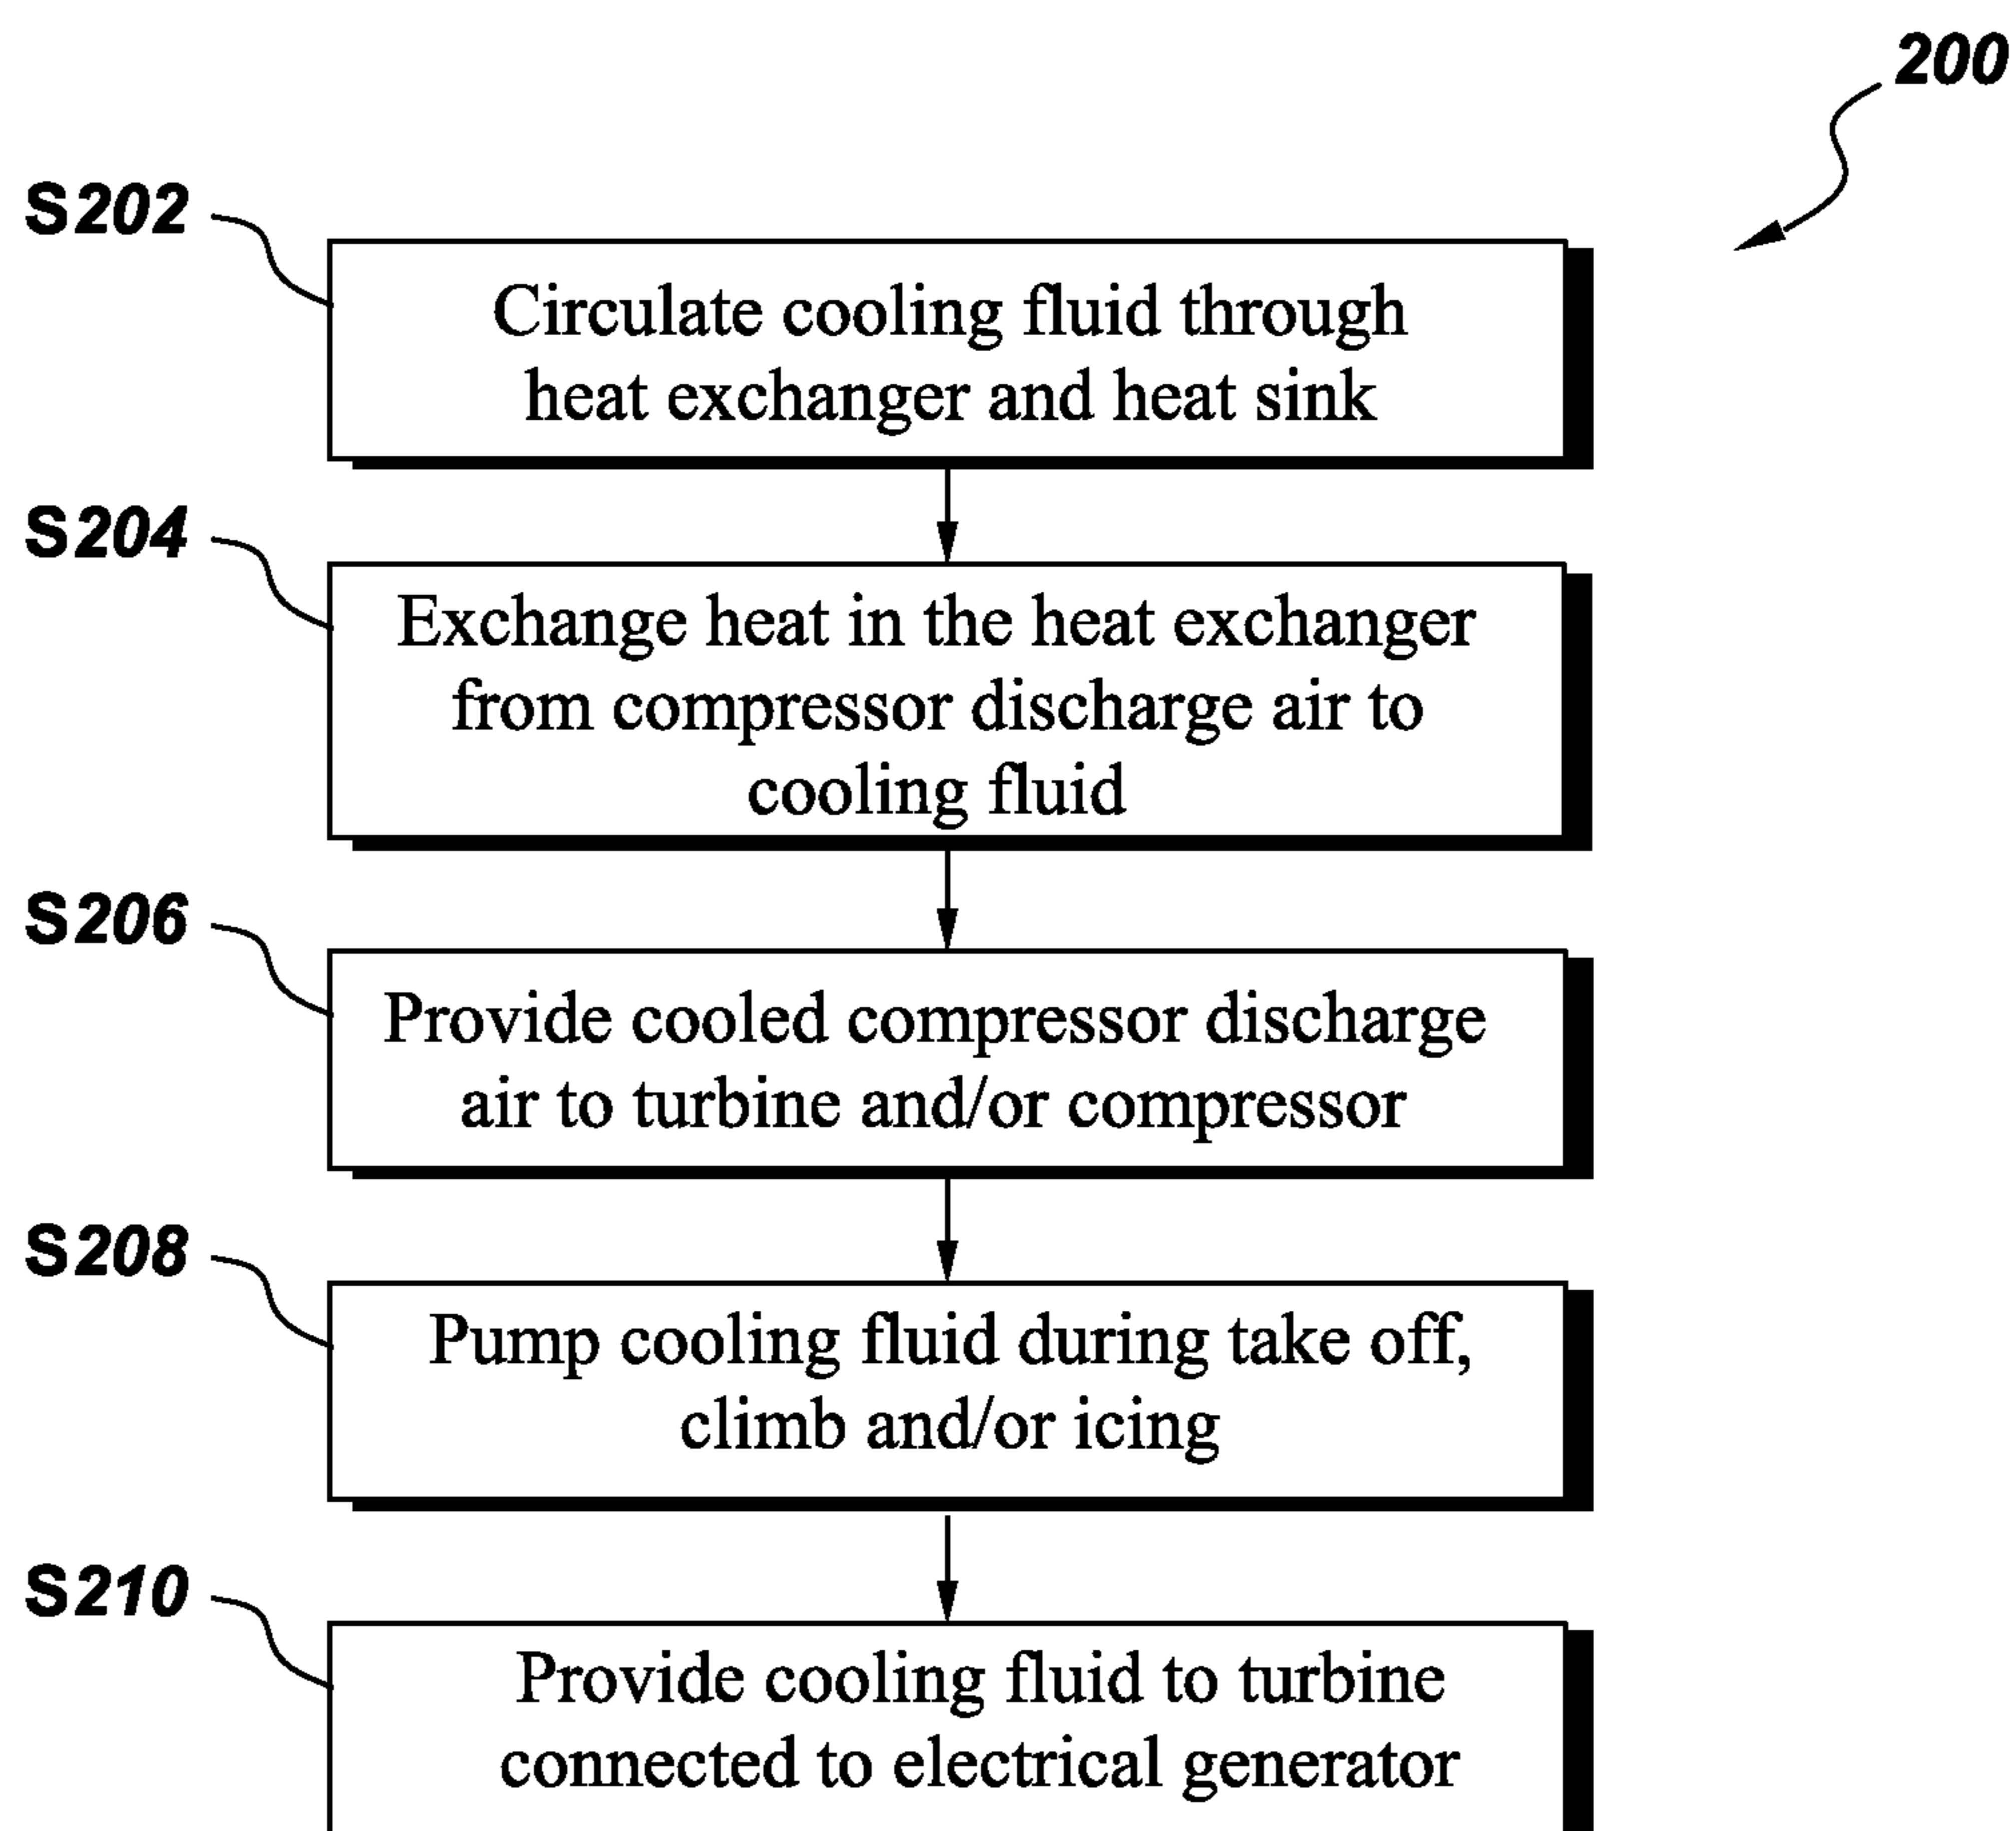 200
S202
Circulate cooling fluid through
heat exchanger and heat sink
S204
Exchange heat in the heat exchanger
from compressor discharge air to
cooling fluid
S206
Provide cooled compressor discharge
air to turbine and/or compressor
S208
Pump cooling fluid during take off,
climb and/or icing
S210
Provide cooling fluid to turbine
connected to electrical generator